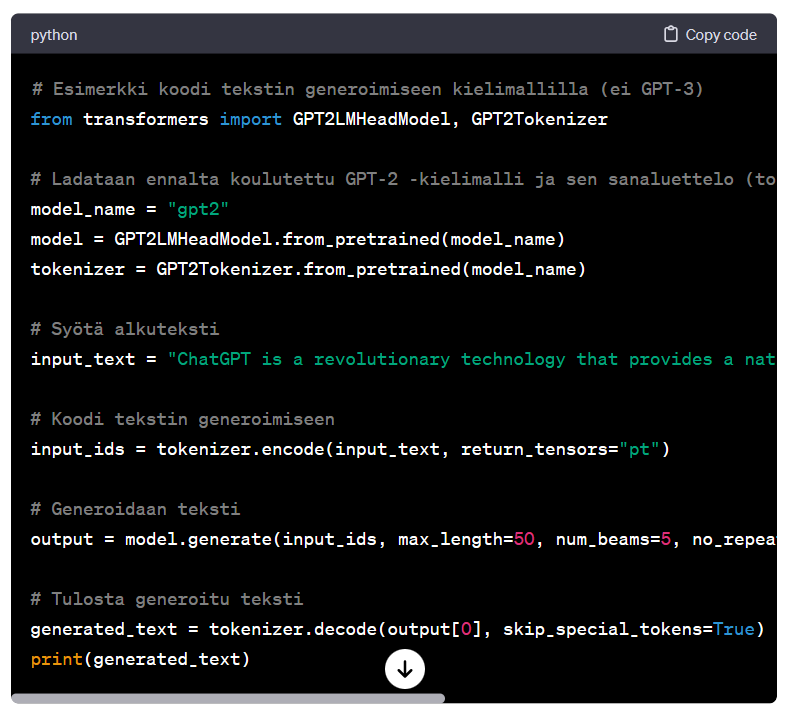 python
Copy code
# Esimerkki koodi tekstin generoimiseen kielimallilla (ei GPT-3)
from transformers import GPT2LMHeadModel, GPT2Tokenizer
# Ladataan ennalta koulutettu GPT-2 -kielimalli ja sen sanaluettelo (to
model_name = "gpt2"
model = GPT2LMHeadModel.from_pretrained(model_name)
tokenizer = GPT2Tokenizer.from_pretrained(model_name)
# Syötä alkuteksti
input_text = "ChatGPT is a revolutionary technology that provides a nat
# Koodi tekstin generoimiseen
input_ids = tokenizer.encode(input_text, return_tensors="pt")
# Generoidaan teksti
output = model.generate(input_ids, max_length=50, num_beams=5, no_repea
# Tulosta generoitu teksti
generated_text = tokenizer.decode(output[0], skip_special_tokens=True)
print(generated_text)